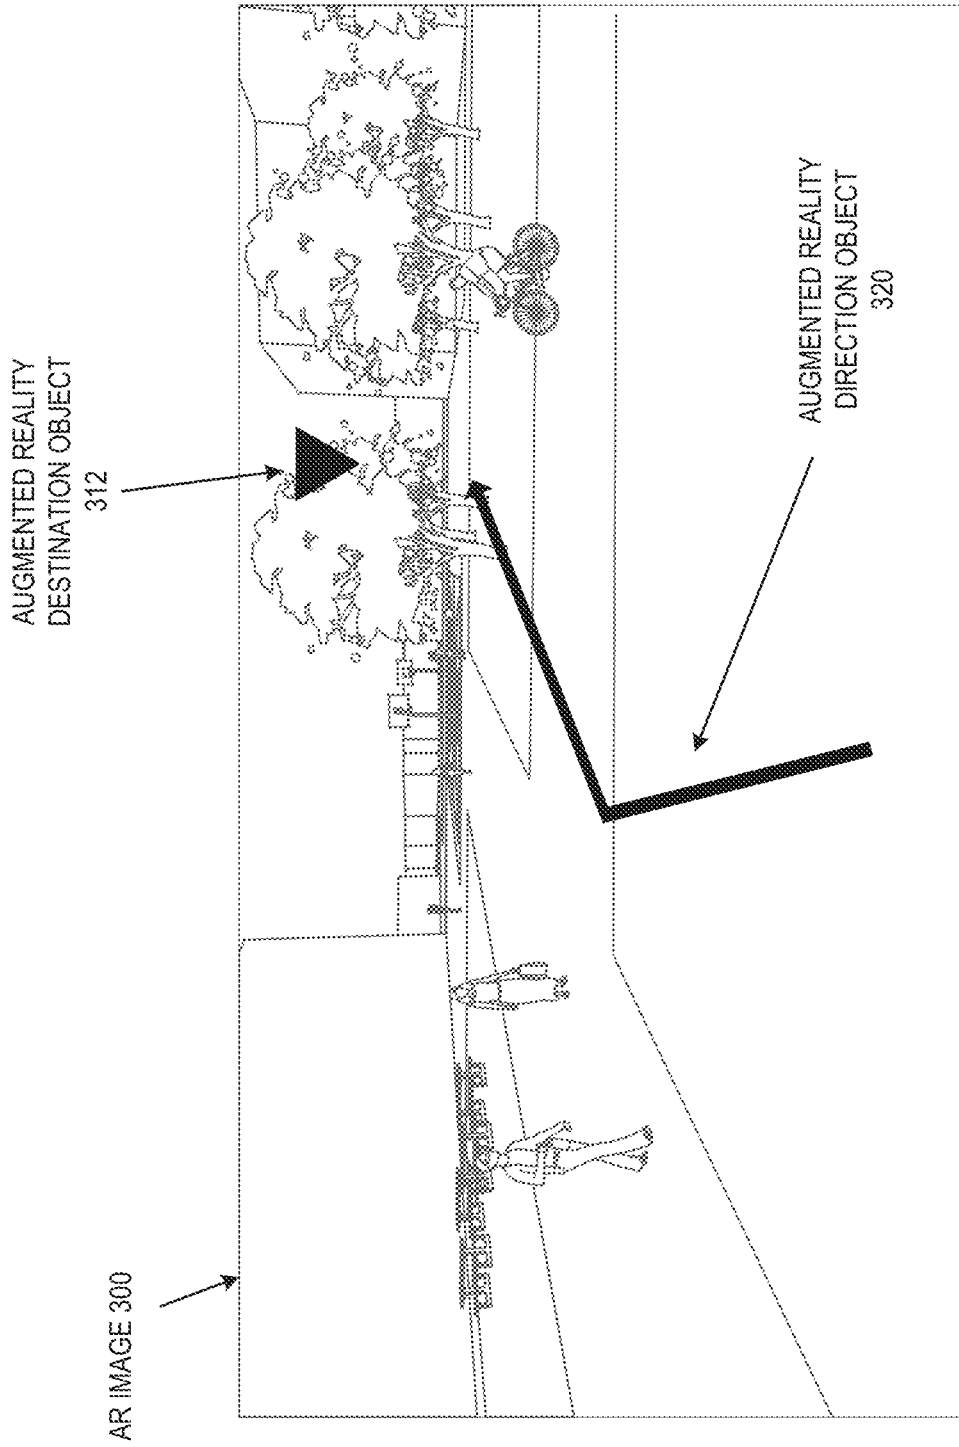 AR IMAGE 300
AUGMENTED REALITY
DESTINATION OBJECT
312
AUGMENTED REALITY
DIRECTION OBJECT
320